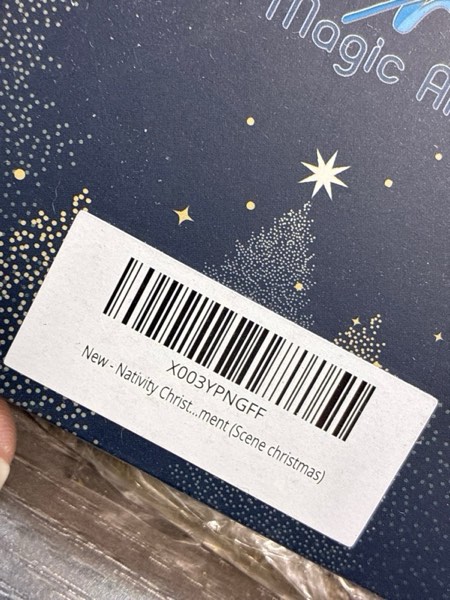 Magic A
X003YPNGFF
New - Nativity Christ...ment (Scene christmas)